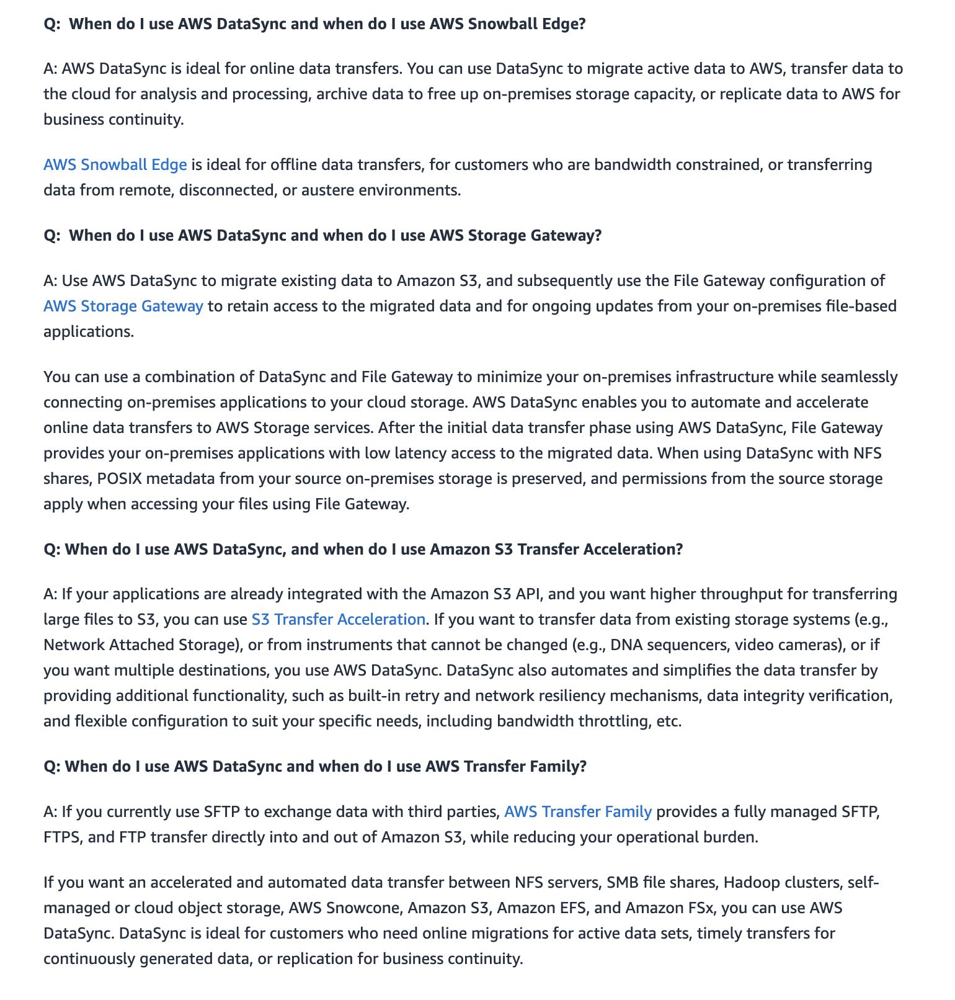 Q:  When do I use AWS DataSync and when do I use AWS Snowball Edge?
A: AWS DataSync is ideal for online data transfers. You can use DataSync to migrate active data to AWS, transfer data to
the cloud for analysis and processing, archive data to free up on-premises storage capacity, or replicate data to AWS for
business continuity.
AWS Snowball Edge is ideal for offline data transfers, for customers who are bandwidth constrained, or transferring
data from remote, disconnected, or austere environments.
Q:  When do I use AWS DataSync and when do I use AWS Storage Gateway?
A: Use AWS DataSync to migrate existing data to Amazon S3, and subsequently use the File Gateway configuration of
AWS Storage Gateway to retain access to the migrated data and for ongoing updates from your on-premises file-based
applications.
You can use a combination of DataSync and File Gateway to minimize your on-premises infrastructure while seamlessly
connecting on-premises applications to your cloud storage. AWS DataSync enables you to automate and accelerate
online data transfers to AWS Storage services. After the initial data transfer phase using AWS DataSync, File Gateway
provides your on-premises applications with low latency access to the migrated data. When using DataSync with NFS
shares, POSIX metadata from your source on-premises storage is preserved, and permissions from the source storage
apply when accessing your files using File Gateway.
Q: When do I use AWS DataSync, and when do I use Amazon S3 Transfer Acceleration?
A: If your applications are already integrated with the Amazon S3 API, and you want higher throughput for transferring
large files to S3, you can use S3 Transfer Acceleration. If you want to transfer data from existing storage systems (e.g.,
Network Attached Storage), or from instruments that cannot be changed (e.g., DNA sequencers, video cameras), or if
you want multiple destinations, you use AWS DataSync. DataSync also automates and simplifies the data transfer by
providing additional functionality, such as built-in retry and network resiliency mechanisms, data integrity verification,
and flexible configuration to suit your specific needs, including bandwidth throttling, etc.
Q: When do I use AWS DataSync and when do I use AWS Transfer Family?
A: If you currently use SFTP to exchange data with third parties, AWS Transfer Family provides a fully managed SFTP,
FTPS, and FTP transfer directly into and out of Amazon S3, while reducing your operational burden.
If you want an accelerated and automated data transfer between NFS servers, SMB file shares, Hadoop clusters, self-
managed or cloud object storage, AWS Snowcone, Amazon S3, Amazon EFS, and Amazon FSx, you can use AWS
DataSync. DataSync is ideal for customers who need online migrations for active data sets, timely transfers for
continuously generated data, or replication for business continuity.